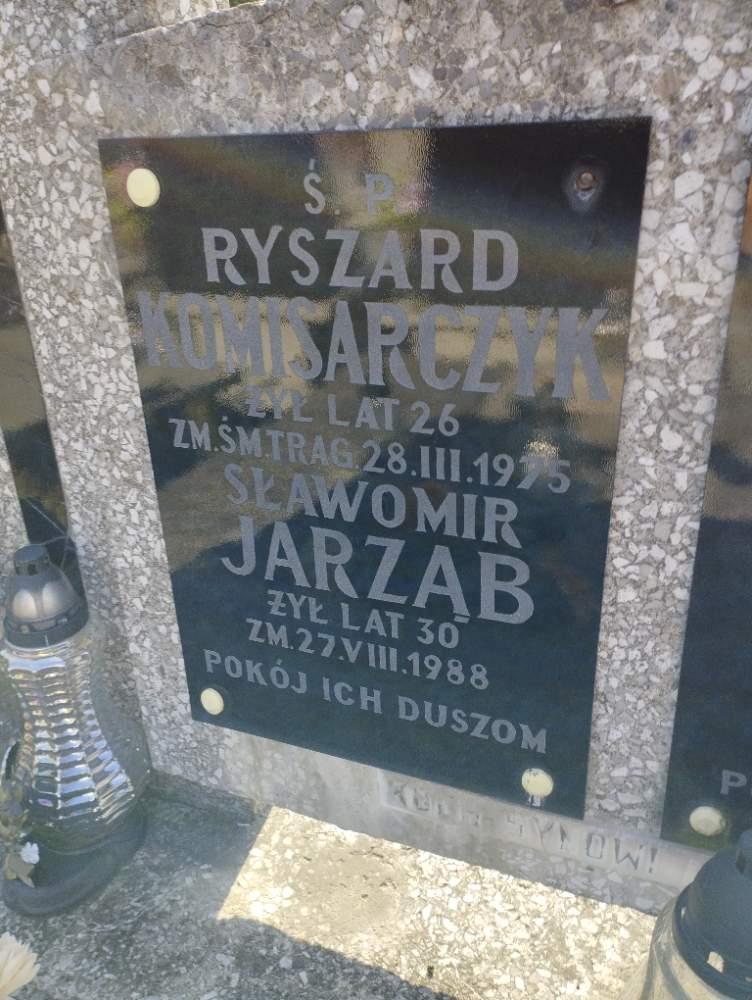 Ś. P.
RYSZARD
KOMISARCZYK
ŻYŁ LAT 26
ZM.ŚM.TRAG.28.III.1975
SŁAWOMIR
JARZĄB
ŻYŁ LAT 30
ZM.27.VIII.1988
POKÓJ ICH DUSZOM
P